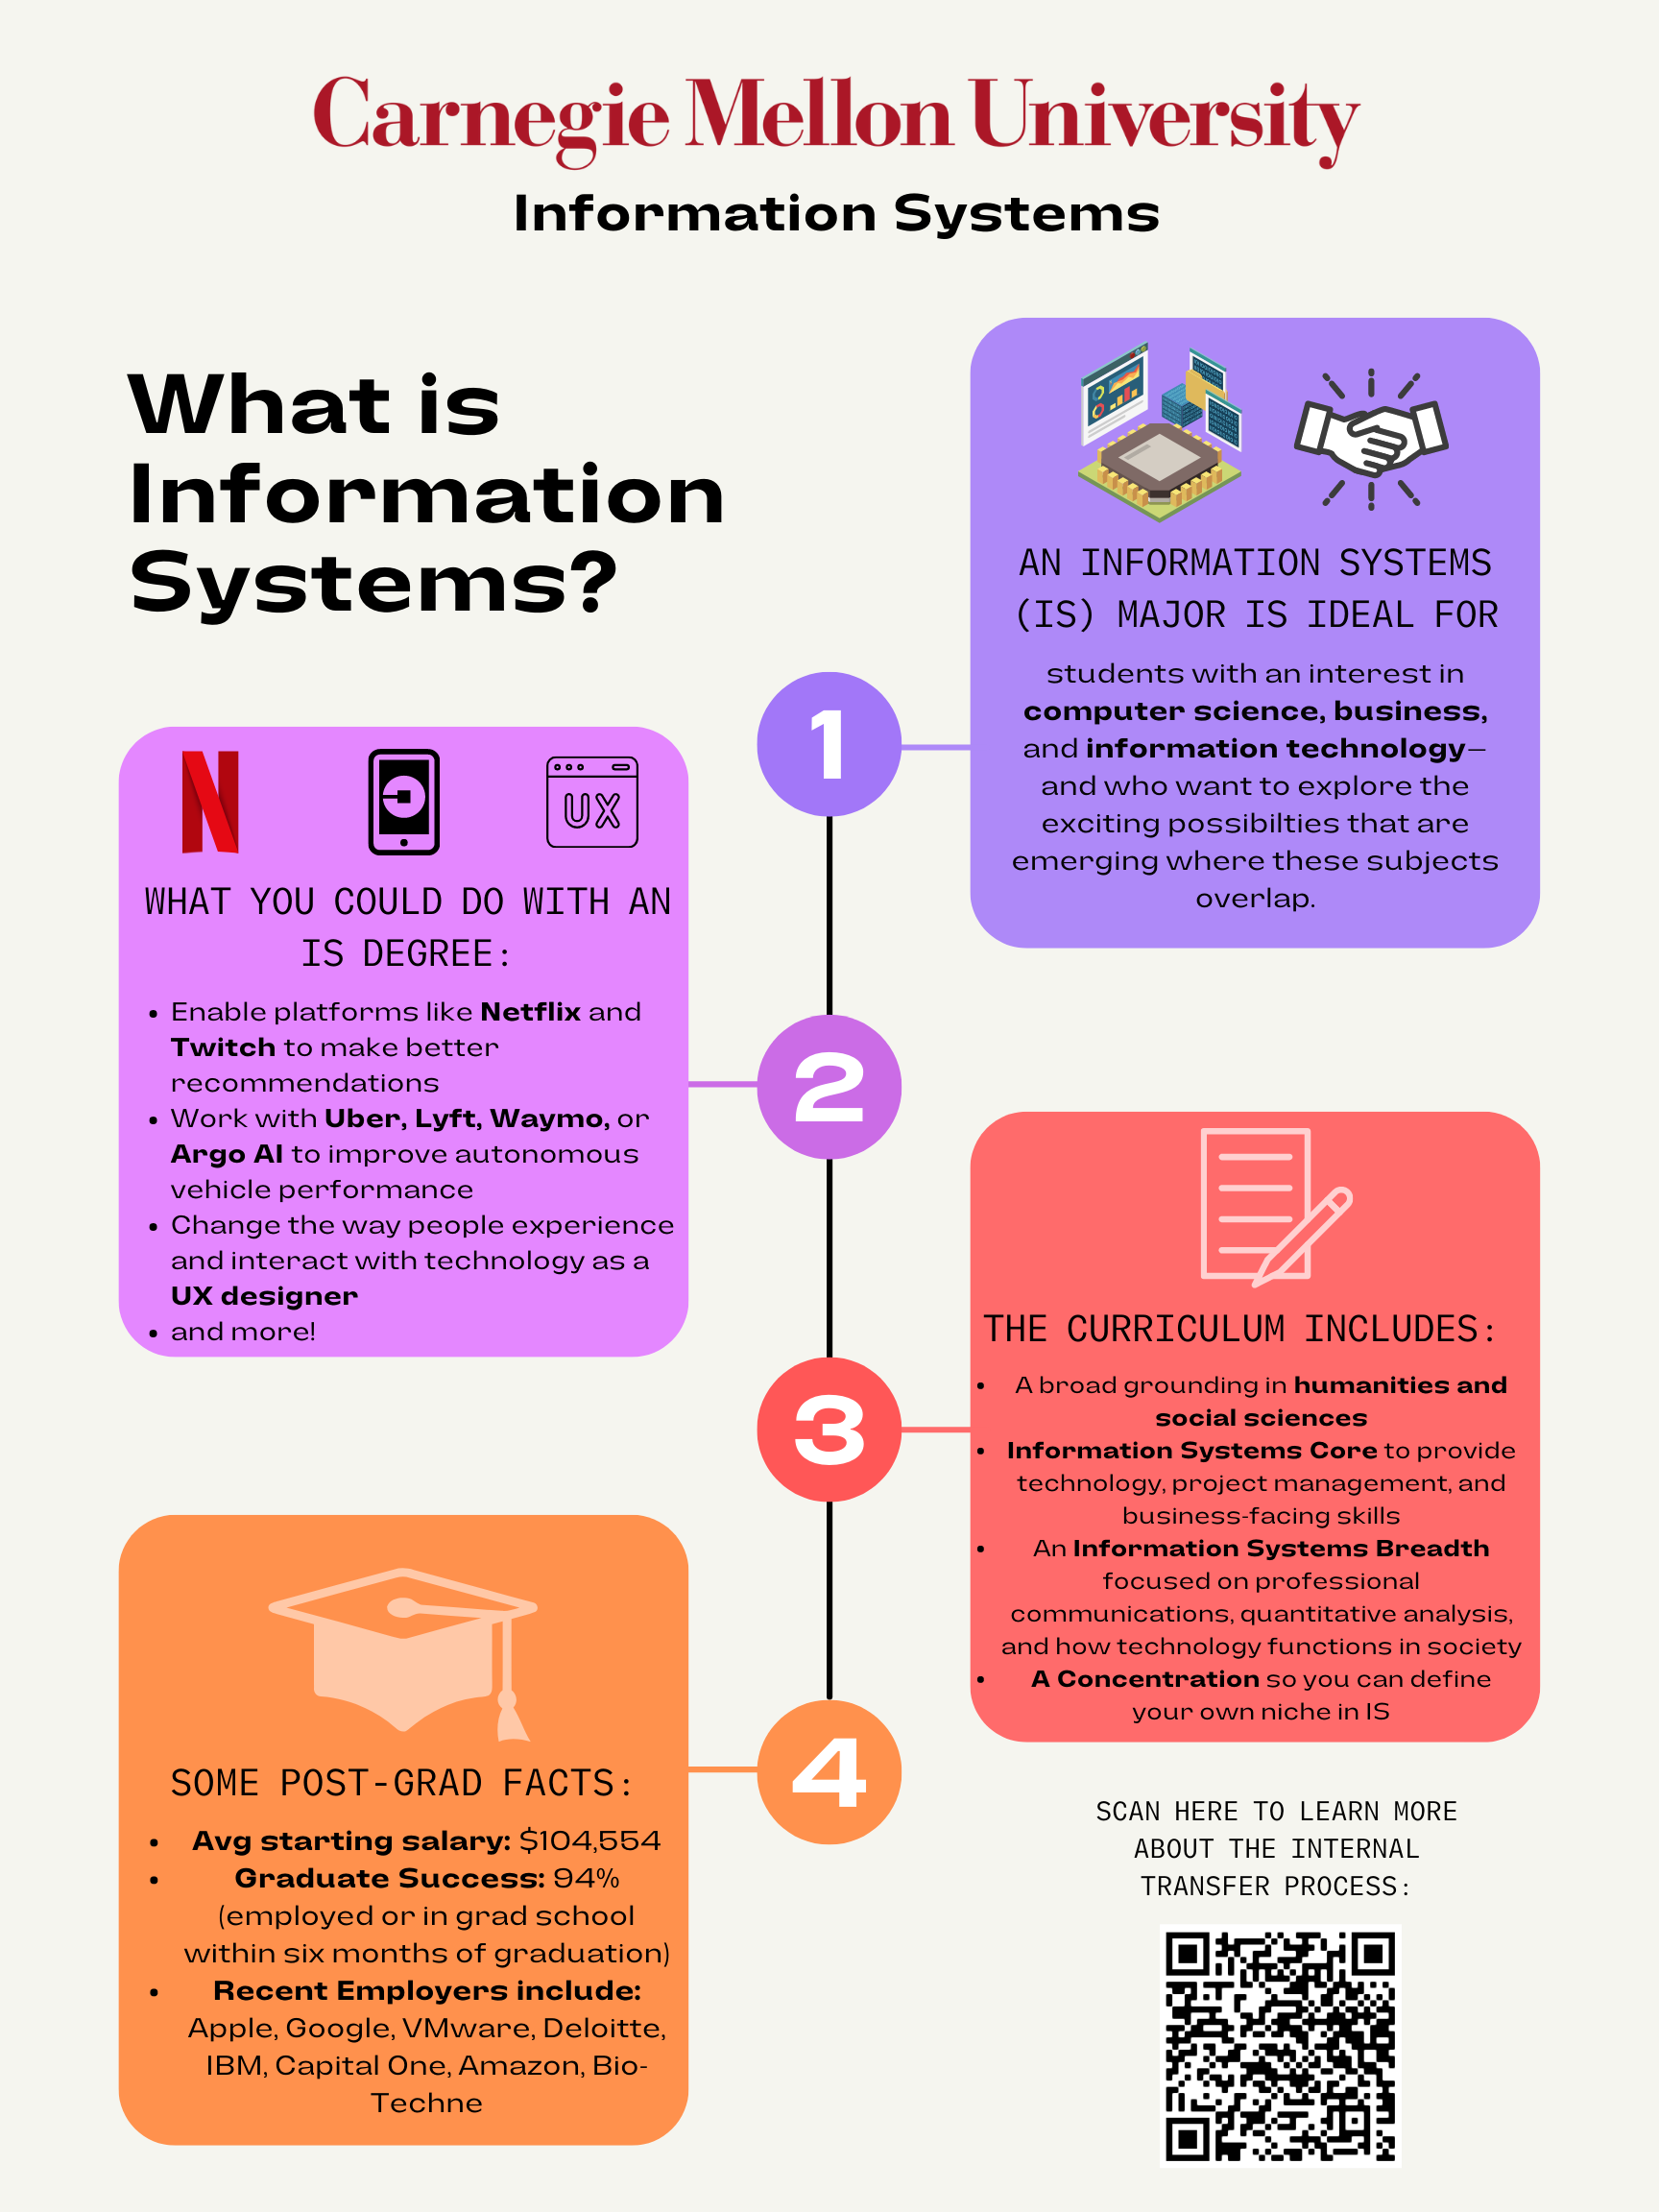 Carnegie Mellon University
Information Systems
What is
Information
Systems?
AN INFORMATION SYSTEMS
(IS) MAJOR IS IDEAL FOR
students with an interest in
computer science, business,
and information technology—
and who want to explore the
exciting possibilties that are
emerging where these subjects
overlap.
1
N
UX
WHAT YOU COULD DO WITH AN
IS DEGREE:
• Enable platforms like Netflix and
Twitch to make better
recommendations
• Work with Uber, Lyft, Waymo, or
Argo AI to improve autonomous
vehicle performance
• Change the way people experience
and interact with technology as a
UX designer
• and more!
2
THE CURRICULUM INCLUDES:
• A broad grounding in humanities and
social sciences
• Information Systems Core to provide
technology, project management, and
business-facing skills
• An Information Systems Breadth
focused on professional
communications, quantitative analysis,
and how technology functions in society
• A Concentration so you can define
your own niche in IS
3
SOME POST-GRAD FACTS:
• Avg starting salary: $104,554
• Graduate Success: 94%
(employed or in grad school
within six months of graduation)
• Recent Employers include:
Apple, Google, VMware, Deloitte,
IBM, Capital One, Amazon, Bio-
Techne
4
SCAN HERE TO LEARN MORE
ABOUT THE INTERNAL
TRANSFER PROCESS: